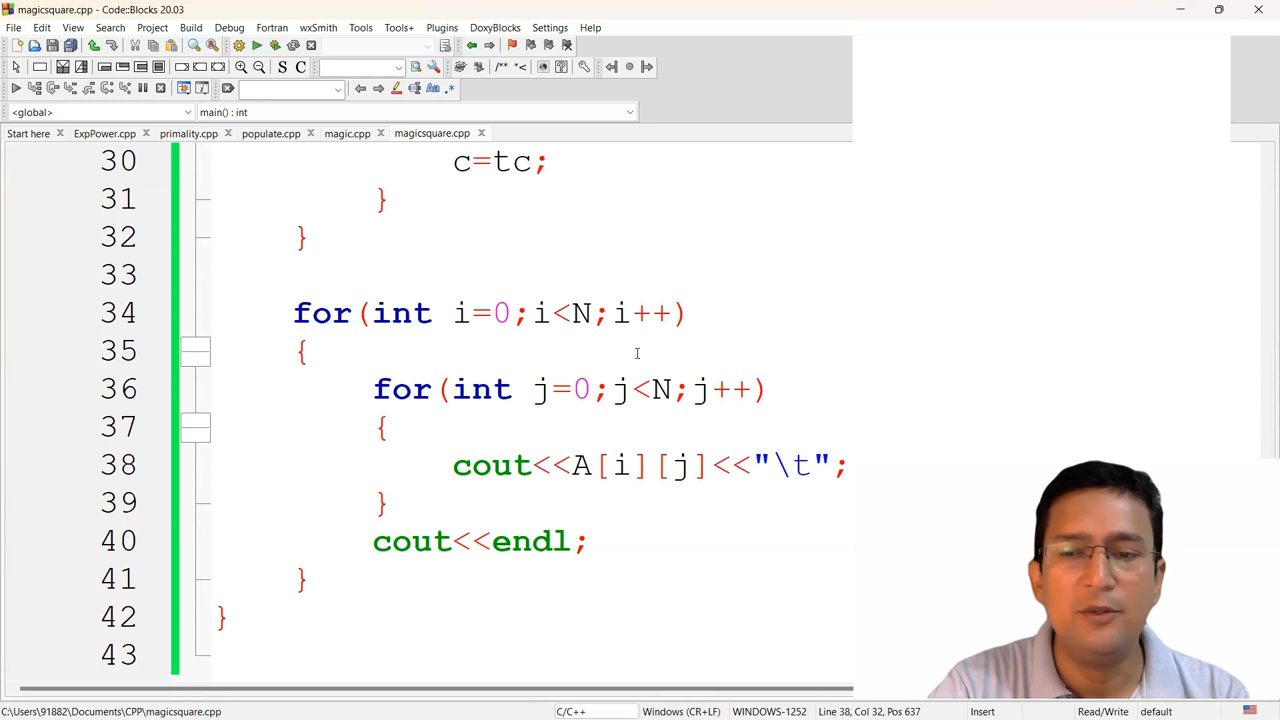 magicsquare.cpp - Code::Blocks 20.03
File Edit View Search Project Build Debug Fortran wxSmith Tools Tools+ Plugins DoxyBlocks Settings Help
S C /** *<
Aa .*
<global> main() : int
Start here ExpPower.cpp primality.cpp populate.cpp magic.cpp magicsquare.cpp
30 c=tc;
31 }
32 }
33
34 for(int i=0;i<N;i++)
35 {
36 for(int j=0;j<N;j++)
37 {
38 cout<<A[i][j]<<"\t";
39 }
40 cout<<endl;
41 }
42 }
43
C:\Users\91882\Documents\CPP\magicsquare.cpp C/C++ Windows (CR+LF) WINDOWS-1252 Line 38, Col 32, Pos 637 Insert Read/Write default